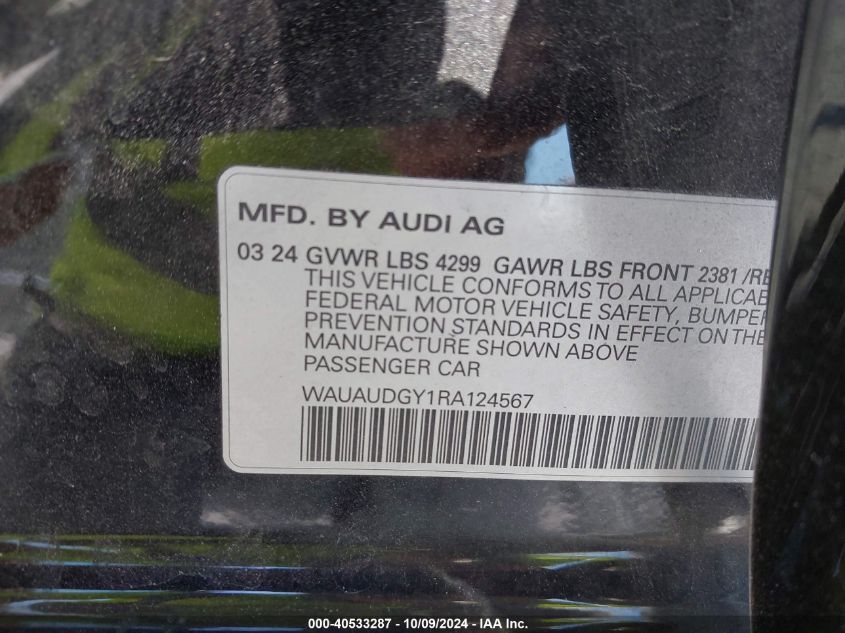 MFD. BY AUDI AG
03 24 GVWR LBS 4299 GAWR LBS FRONT 2381 /RE
THIS VEHICLE CONFORMS TO ALL APPLICAB
FEDERAL MOTOR VEHICLE SAFETY, BUMPER
PREVENTION STANDARDS IN EFFECT ON THE
MANUFACTURE SHOWN ABOVE
PASSENGER CAR
WAUAUDGY1RA124567
000-40533287 - 10/09/2024 - IAA Inc.